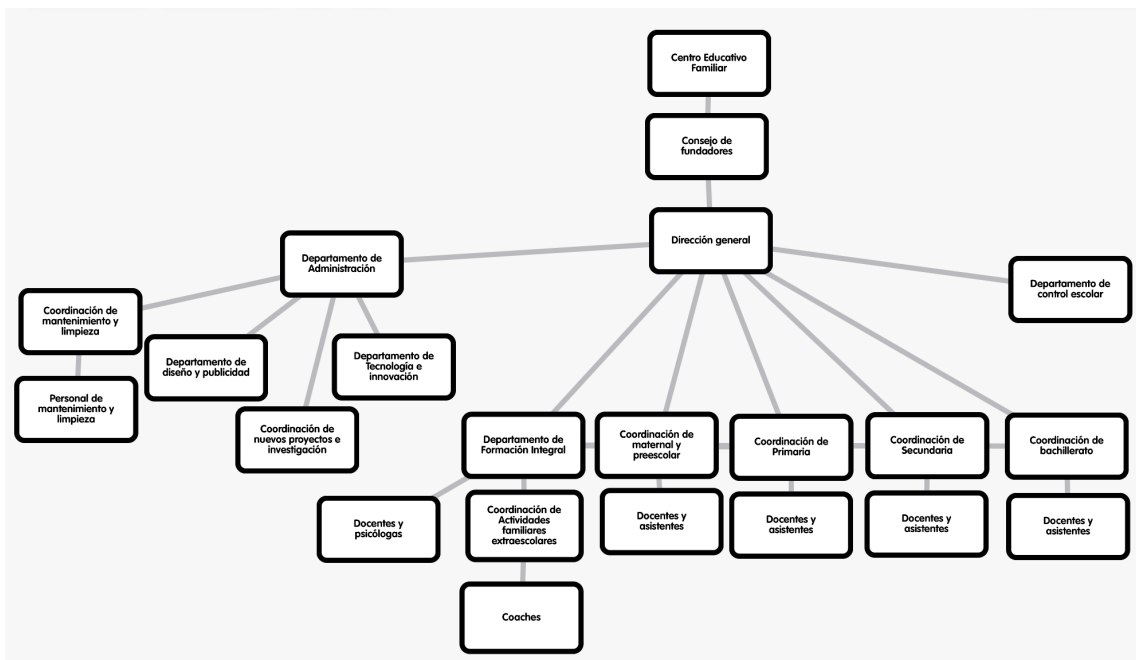 Centro Educativo
Familiar
Consejo de
fundadores
Dirección general
Departamento de
Administración
Departamento de
control escolar
Coordinación de
mantenimiento y
limpieza
Departamento de
diseño y publicidad
Departamento de
Tecnología e
innovación
Personal de
mantenimiento y
limpieza
Coordinación de
nuevos proyectos e
investigación
Departamento de
Formación Integral
Coordinación de
maternal y
preescolar
Coordinación de
Primaria
Coordinación de
Secundaria
Coordinación de
bachillerato
Docentes y
psicólogas
Coordinación de
Actividades
familiares
extraescolares
Docentes y
asistentes
Docentes y
asistentes
Docentes y
asistentes
Docentes y
asistentes
Coaches